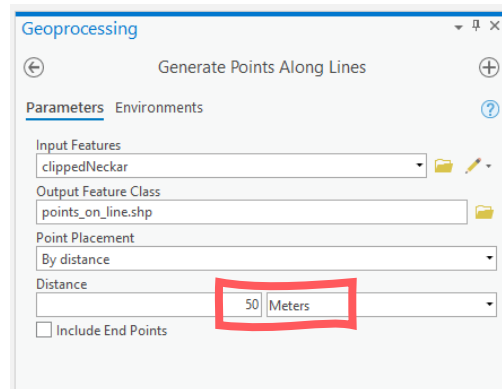 Geoprocessing
Generate Points Along Lines
Parameters Environments
Input Features
clippedNeckar
Output Feature Class
points_on_line.shp
Point Placement
By distance
Distance
50 Meters
Include End Points